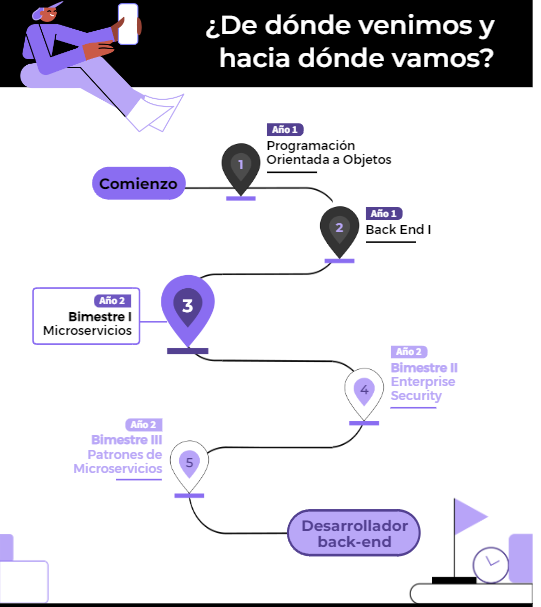 ¿De dónde venimos y
hacia dónde vamos?
Año 1
1
Programación
Orientada a Objetos
Comienzo
Año 1
2
Back End I
Año 2
3
Bimestre I
Microservicios
Año 2
Bimestre II
4
Enterprise
Security
Año 2
Bimestre III
Patrones de
5
Microservicios
Desarrollador
back-end